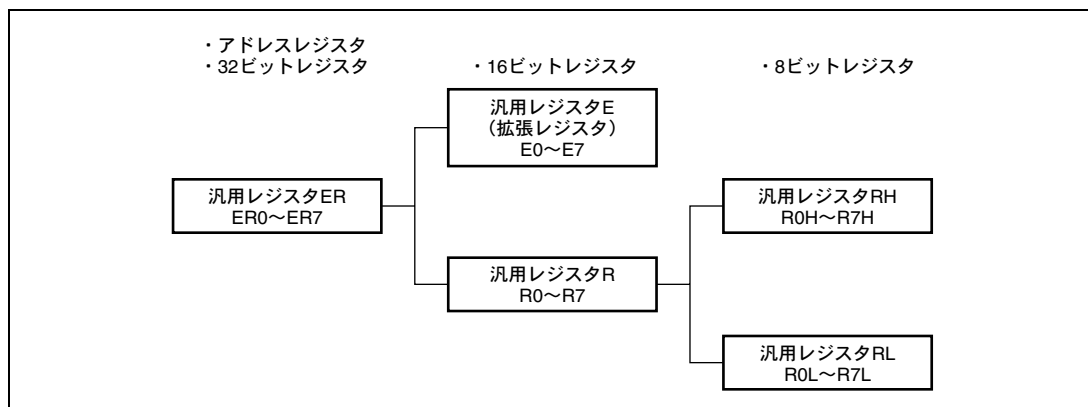 ・アドレスレジスタ
・32ビットレジスタ
・16ビットレジスタ
・8ビットレジスタ
汎用レジスタE
（拡張レジスタ）
E0～E7
汎用レジスタER
ER0～ER7
汎用レジスタRH
R0H～R7H
汎用レジスタR
R0～R7
汎用レジスタRL
R0L～R7L